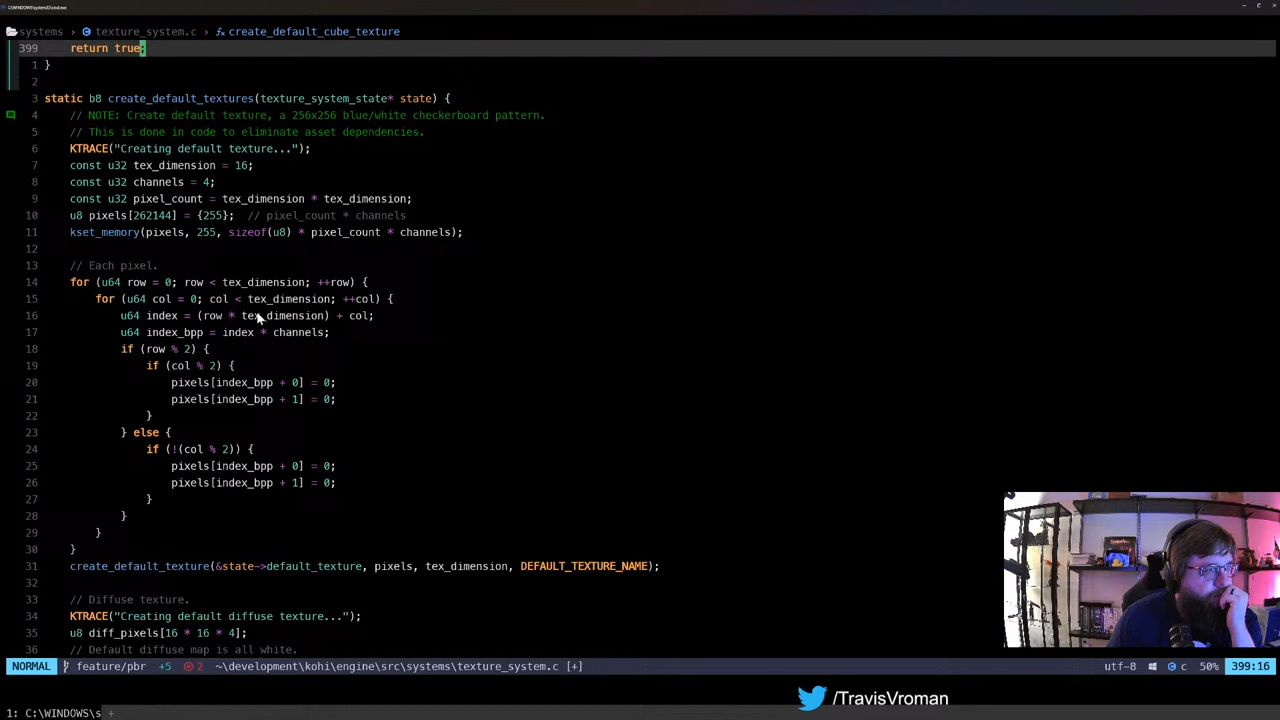 C:\WINDOWS\system32\cmd.exe
systems › texture_system.c › create_default_cube_texture
399 return true;
1 }
2
3 static b8 create_default_textures(texture_system_state* state) {
4 // NOTE: Create default texture, a 256x256 blue/white checkerboard pattern.
5 // This is done in code to eliminate asset dependencies.
6 KTRACE("Creating default texture...");
7 const u32 tex_dimension = 16;
8 const u32 channels = 4;
9 const u32 pixel_count = tex_dimension * tex_dimension;
10 u8 pixels[262144] = {255}; // pixel_count * channels
11 kset_memory(pixels, 255, sizeof(u8) * pixel_count * channels);
12
13 // Each pixel.
14 for (u64 row = 0; row < tex_dimension; ++row) {
15 for (u64 col = 0; col < tex_dimension; ++col) {
16 u64 index = (row * tex_dimension) + col;
17 u64 index_bpp = index * channels;
18 if (row % 2) {
19 if (col % 2) {
20 pixels[index_bpp + 0] = 0;
21 pixels[index_bpp + 1] = 0;
22 }
23 } else {
24 if (!(col % 2)) {
25 pixels[index_bpp + 0] = 0;
26 pixels[index_bpp + 1] = 0;
27 }
28 }
29 }
30 }
31 create_default_texture(&state->default_texture, pixels, tex_dimension, DEFAULT_TEXTURE_NAME);
32
33 // Diffuse texture.
34 KTRACE("Creating default diffuse texture...");
35 u8 diff_pixels[16 * 16 * 4];
36 // Default diffuse map is all white.
NORMAL feature/pbr +5 2 ~\development\kohi\engine\src\systems\texture_system.c [+] utf-8 c 50% 399:16
/TravisVroman
1: C:\WINDOWS\s +